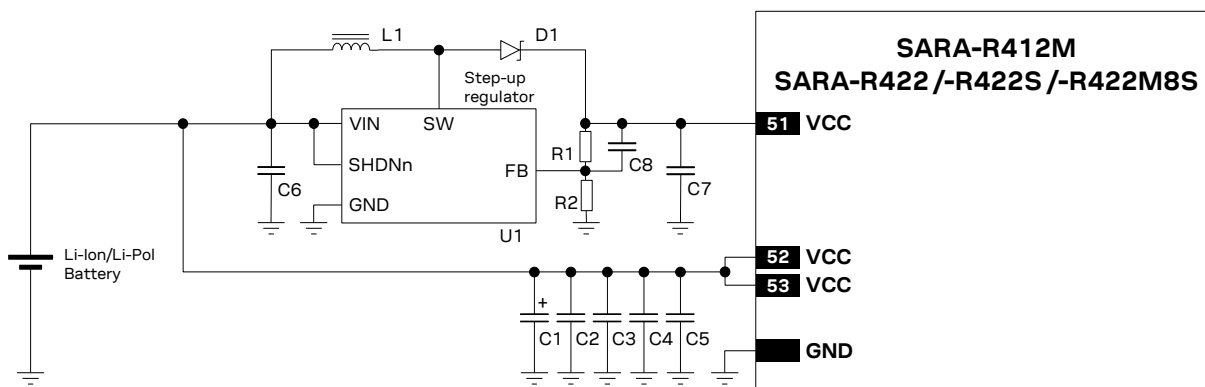 L1
D1
SARA-R412M
SARA-R422 /-R422S /-R422M8S
Step-up
regulator
VIN
SW
51 VCC
R1
C8
SHDNn
FB
C6
C7
R2
GND
U1
Li-Ion/Li-Pol
Battery
52 VCC
53 VCC
+
C1
C2
C3
C4
C5
GND